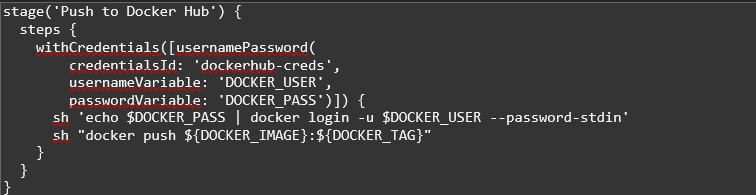 stage('Push to Docker Hub') {
  steps {
    withCredentials([usernamePassword(
        credentialsId: 'dockerhub-creds',
        usernameVariable: 'DOCKER_USER',
        passwordVariable: 'DOCKER_PASS')]) {
      sh 'echo $DOCKER_PASS | docker login -u $DOCKER_USER --password-stdin'
      sh "docker push ${DOCKER_IMAGE}:${DOCKER_TAG}"
    }
  }
}